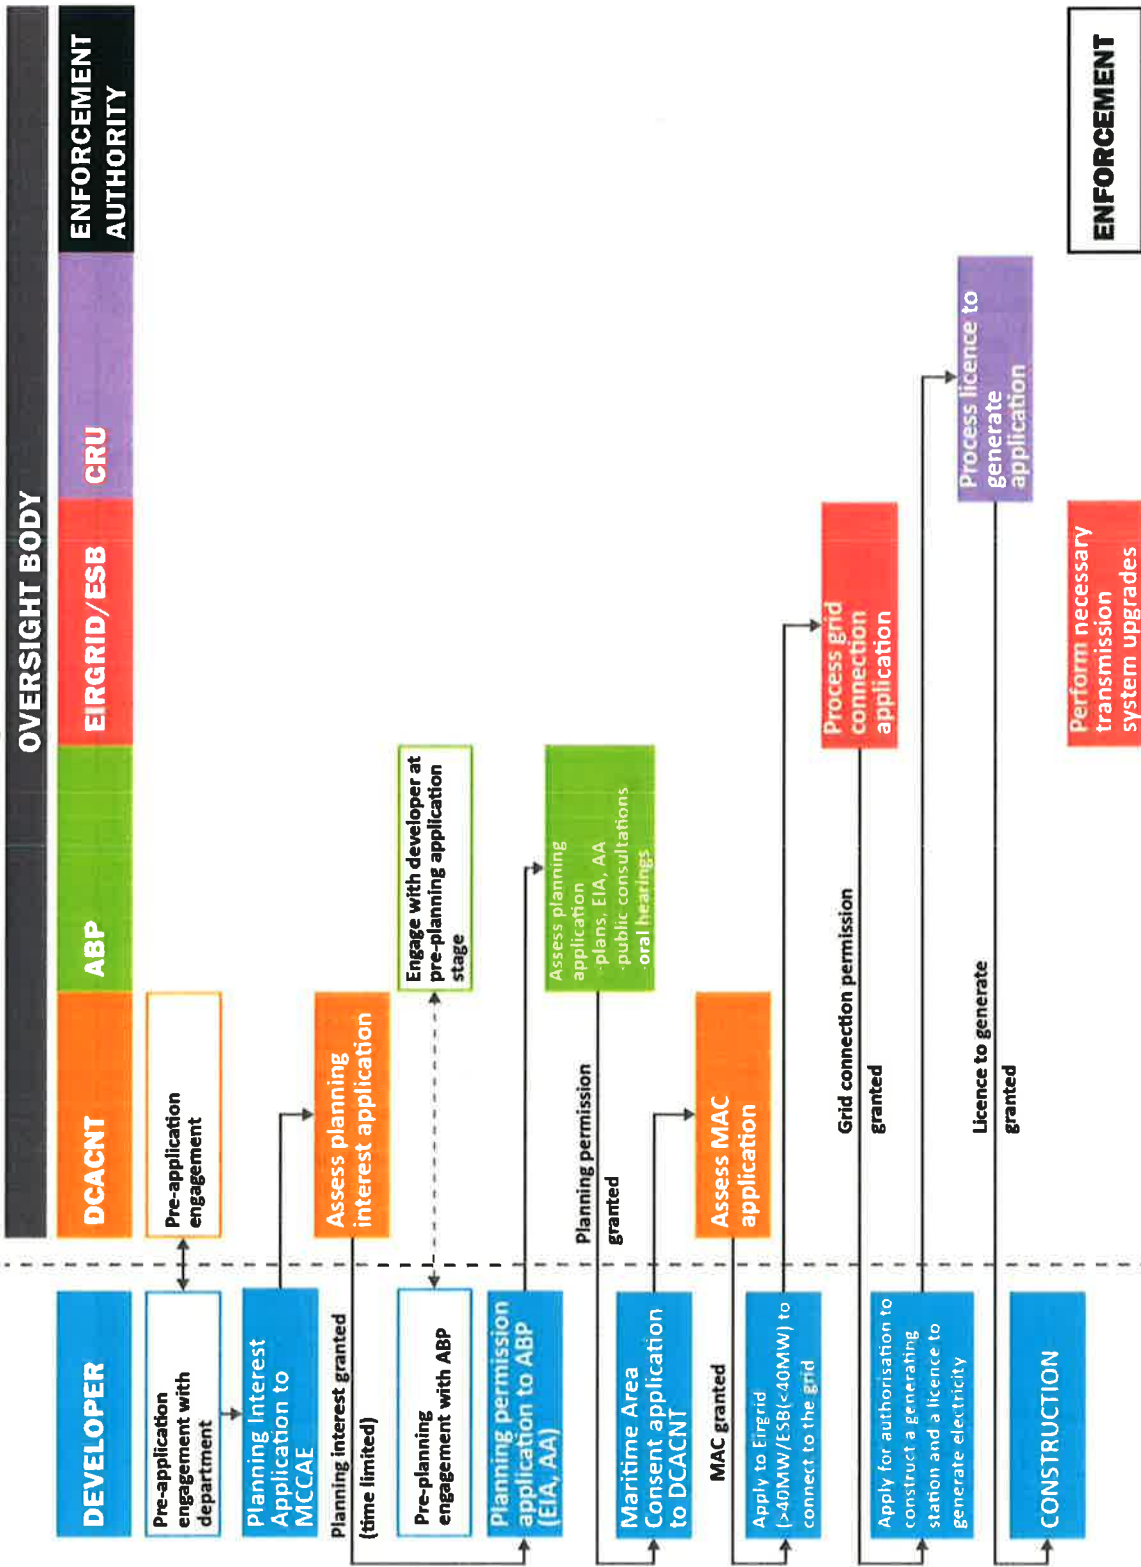 OVERSIGHT BODY
DEVELOPER
DCACNT
ABP
EIRGRID/ESB
CRU
ENFORCEMENT
AUTHORITY
Pre-application
engagement with
department
Pre-application
engagement
Planning Interest
Application to
MCCAE
Assess planning
interest application
Planning interest granted
(time limited)
Pre-planning
engagement with ABP
Engage with developer at
pre-planning application
stage
Planning permission
application to ABP
(EIA, AA)
Assess planning
application
-plans, EIA, AA
-public consultations
-oral hearings
Planning permission
granted
Maritime Area
Consent application
to DCACNT
Assess MAC
application
MAC granted
Apply to Eirgrid
(>40MW/ESB(<40MW) to
connect to the grid
Process grid
connection
application
Grid connection permission
granted
Apply for authorisation to
construct a generating
station and a licence to
generate electricity
Process licence to
generate
application
Licence to generate
granted
CONSTRUCTION
Perform necessary
transmission
system upgrades
ENFORCEMENT